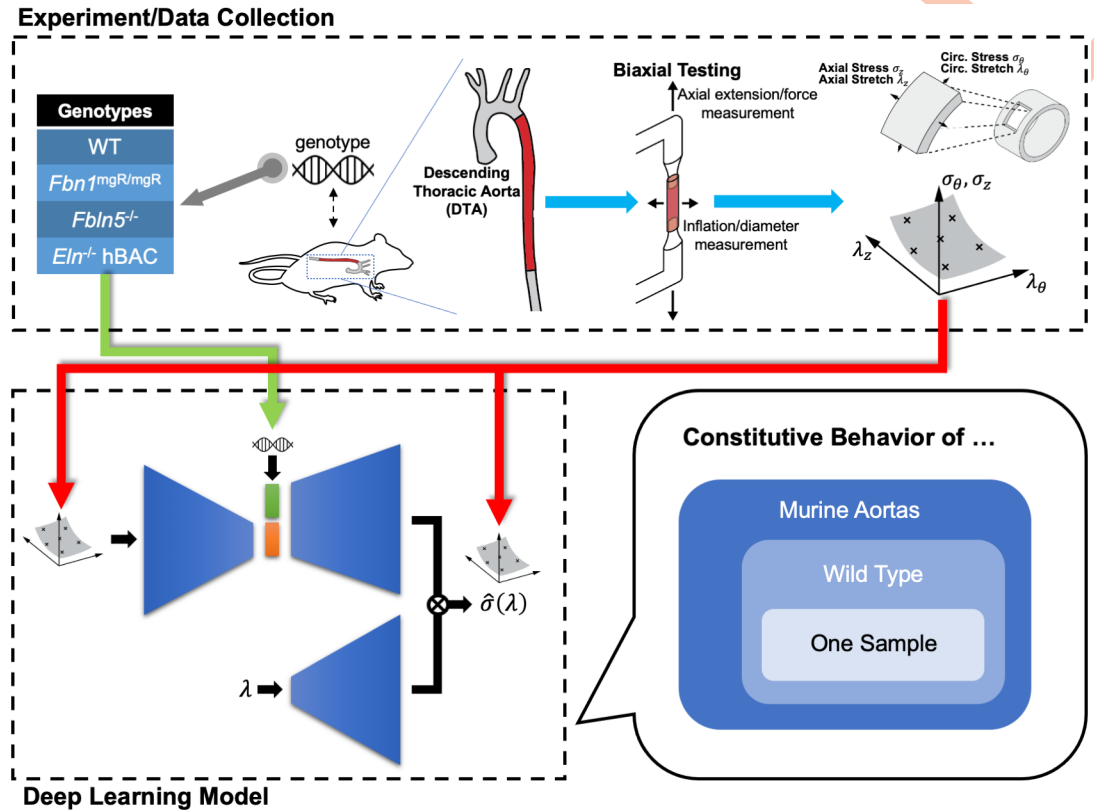 Experiment/Data Collection
Genotypes
WT
Fbn1mgR/mgR
Fbln5-/-
Eln-/- hBAC
genotype
Descending
Thoracic Aorta
(DTA)
Biaxial Testing
Axial extension/force
measurement
Inflation/diameter
measurement
Axial Stress σz
Axial Stretch λz
Circ. Stress σθ
Circ. Stretch λθ
σθ, σz
λz
λθ
σ̂(λ)
λ
Deep Learning Model
Constitutive Behavior of ...
Murine Aortas
Wild Type
One Sample